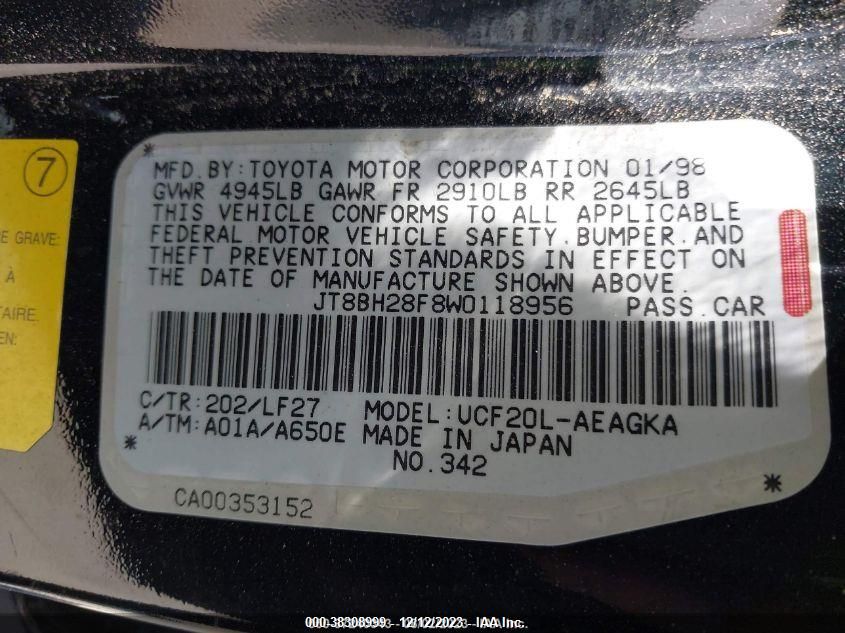 7
E GRAVE:
À
TAIRE.
EN:
MFD.BY:TOYOTA MOTOR CORPORATION 01/98
GVWR 4945LB GAWR FR 2910LB RR 2645LB
THIS VEHICLE CONFORMS TO ALL APPLICABLE
FEDERAL MOTOR VEHICLE SAFETY.BUMPER.AND
THEFT PREVENTION STANDARDS IN EFFECT ON
THE DATE OF MANUFACTURE SHOWN ABOVE.
JT8BH28F8W0118956 PASS.CAR
C/TR:202/LF27 MODEL:UCF20L-AEAGKA
A/TM:A01A/A650E MADE IN JAPAN
NO.342
CA00353152
000-38308999 - 12/12/2023 - IAA Inc.